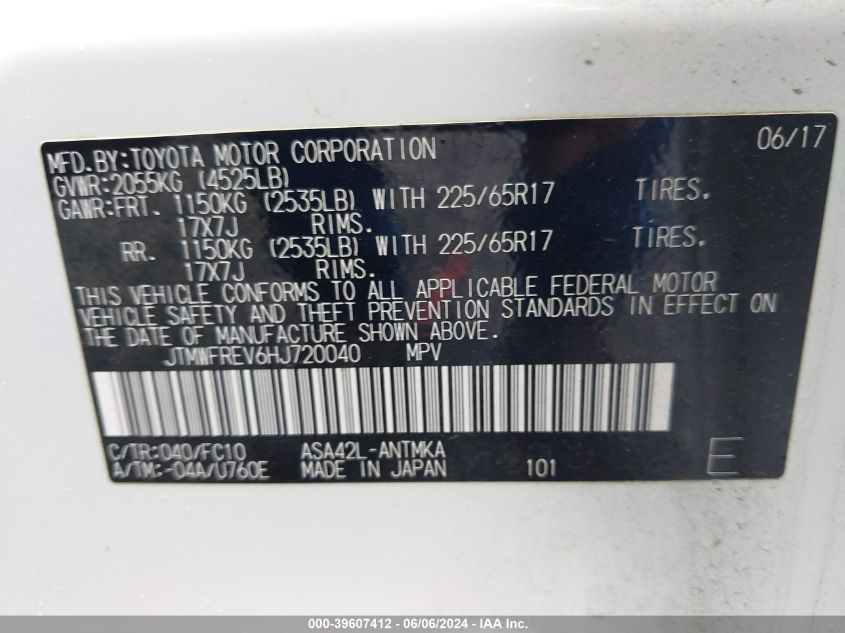 MFD.BY:TOYOTA MOTOR CORPORATION 06/17
GVWR:2055KG (4525LB)
GAWR:FRT. 1150KG (2535LB) WITH 225/65R17 TIRES.
17X7J RIMS.
RR. 1150KG (2535LB) WITH 225/65R17 TIRES.
17X7J RIMS.
THIS VEHICLE CONFORMS TO ALL APPLICABLE FEDERAL MOTOR
VEHICLE SAFETY AND THEFT PREVENTION STANDARDS IN EFFECT ON
THE DATE OF MANUFACTURE SHOWN ABOVE.
JTMWFREV6HJ720040 MPV
C/TR:040/FC10 ASA42L-ANTMKA
A/TM:-04A/U760E MADE IN JAPAN 101 E
000-39607412 - 06/06/2024 - IAA Inc.